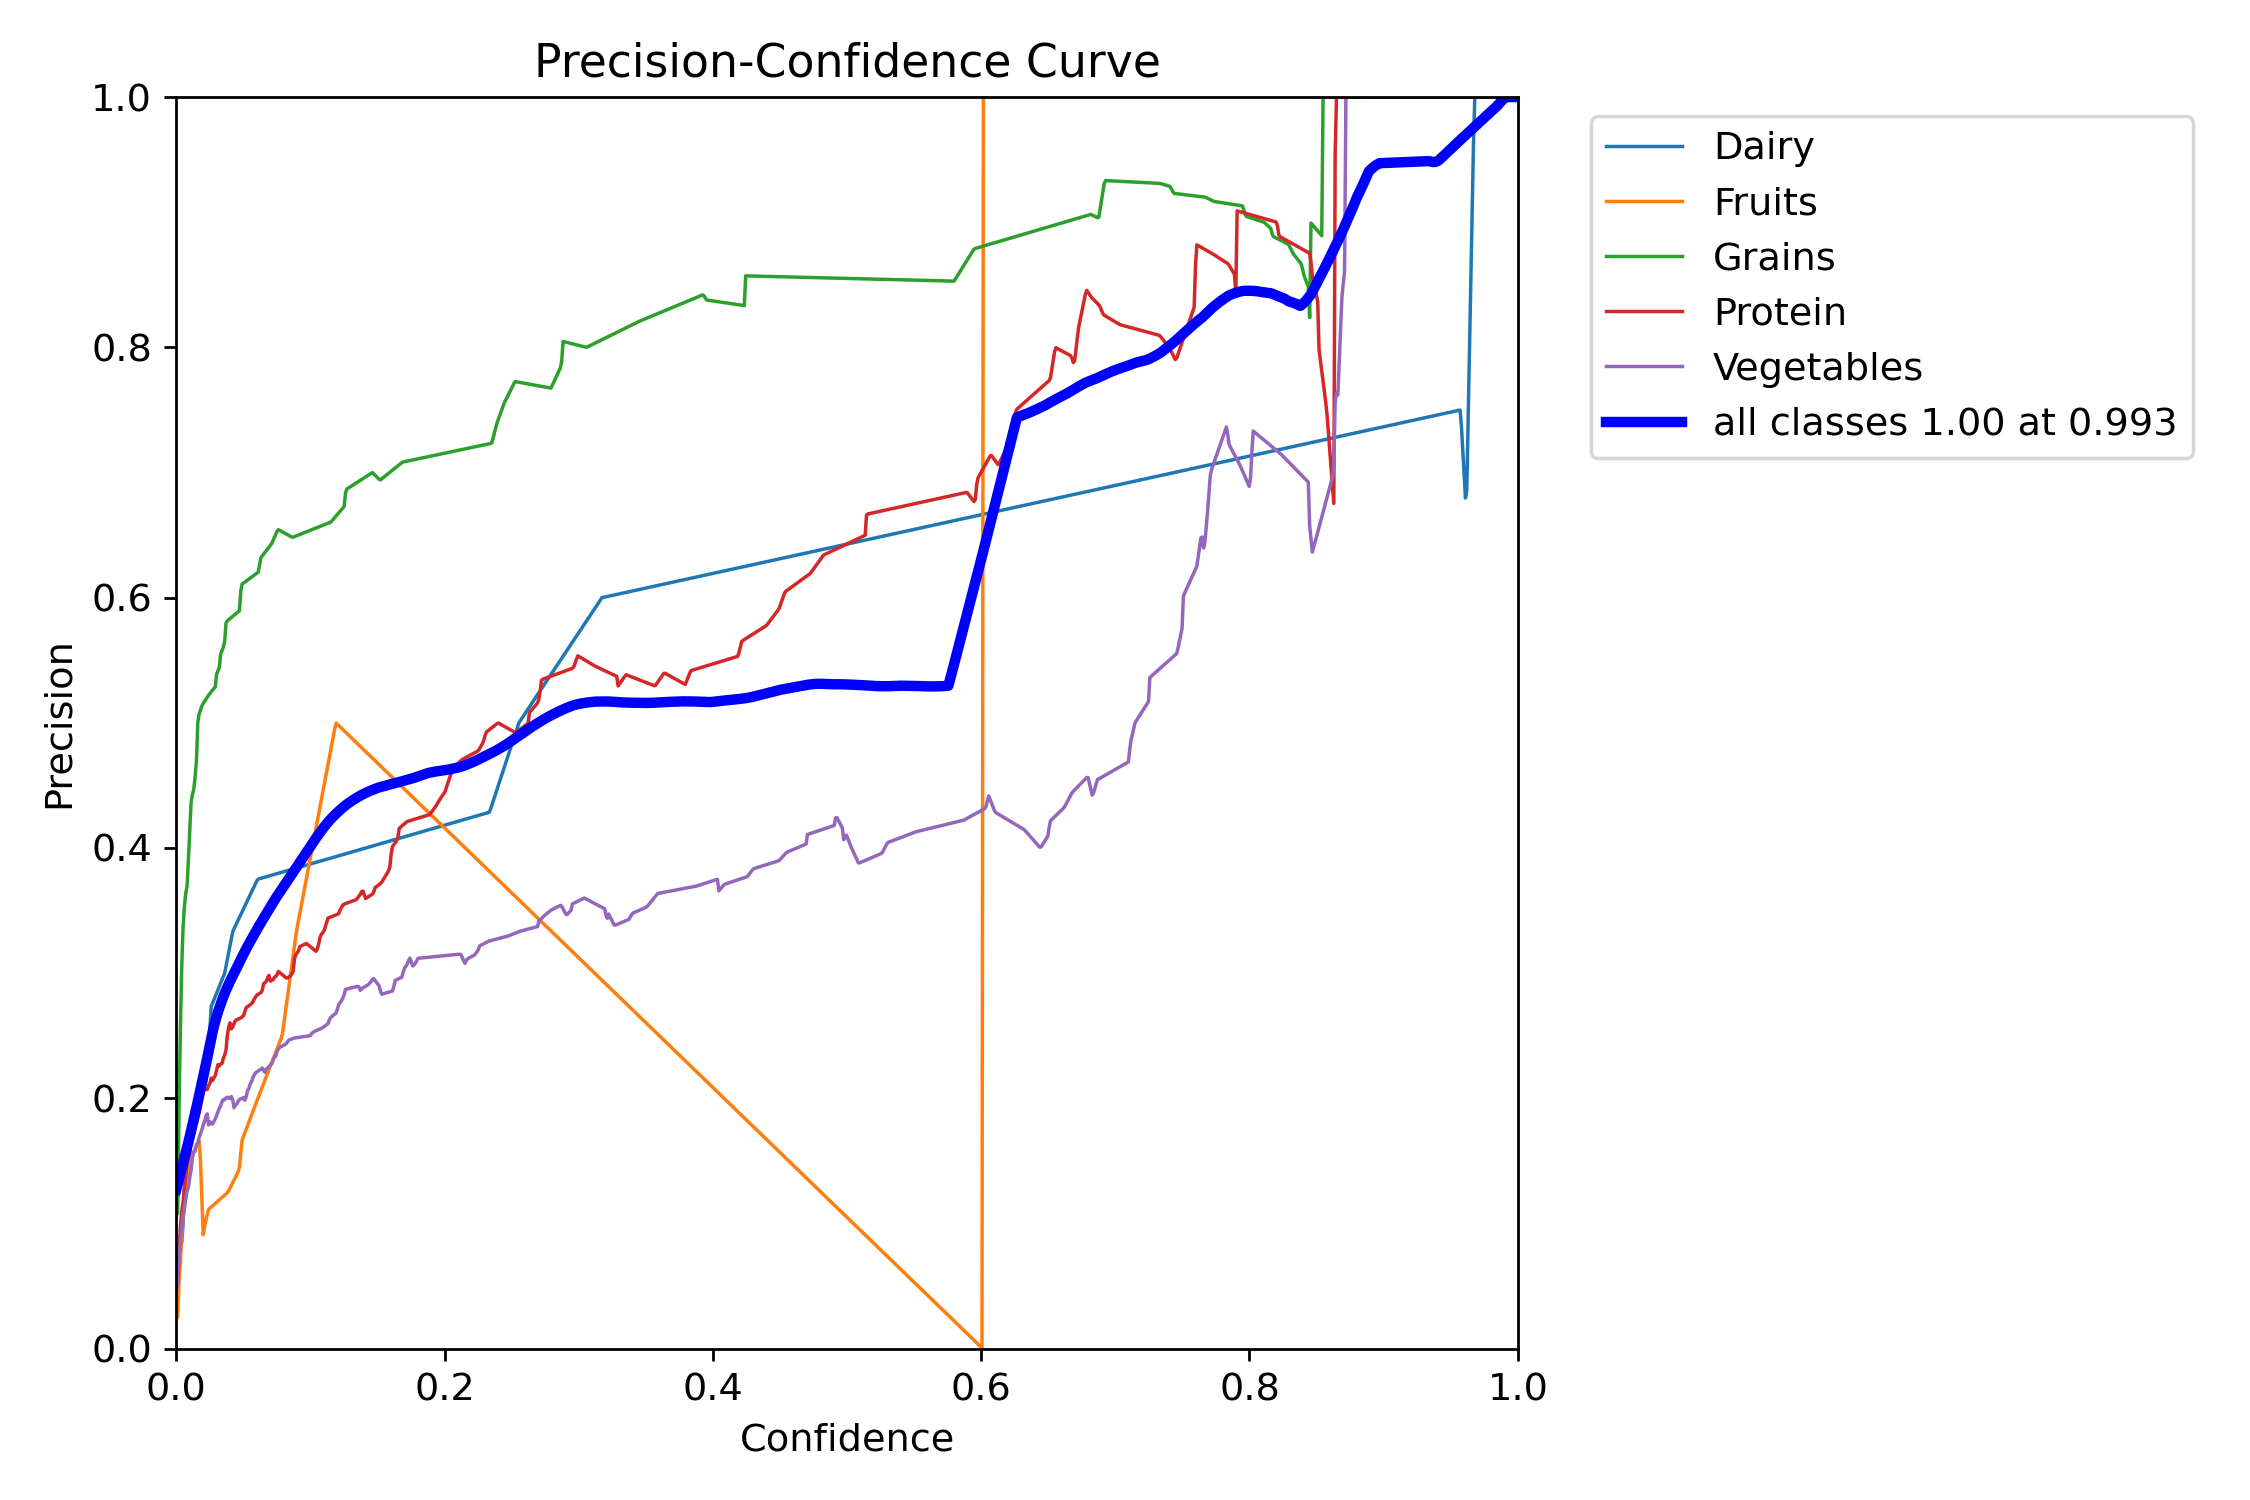 Precision-Confidence Curve
1.0
0.8
0.6
0.4
0.2
0.0
Precision
0.0 0.2 0.4 0.6 0.8 1.0
Confidence
Dairy
Fruits
Grains
Protein
Vegetables
all classes 1.00 at 0.993